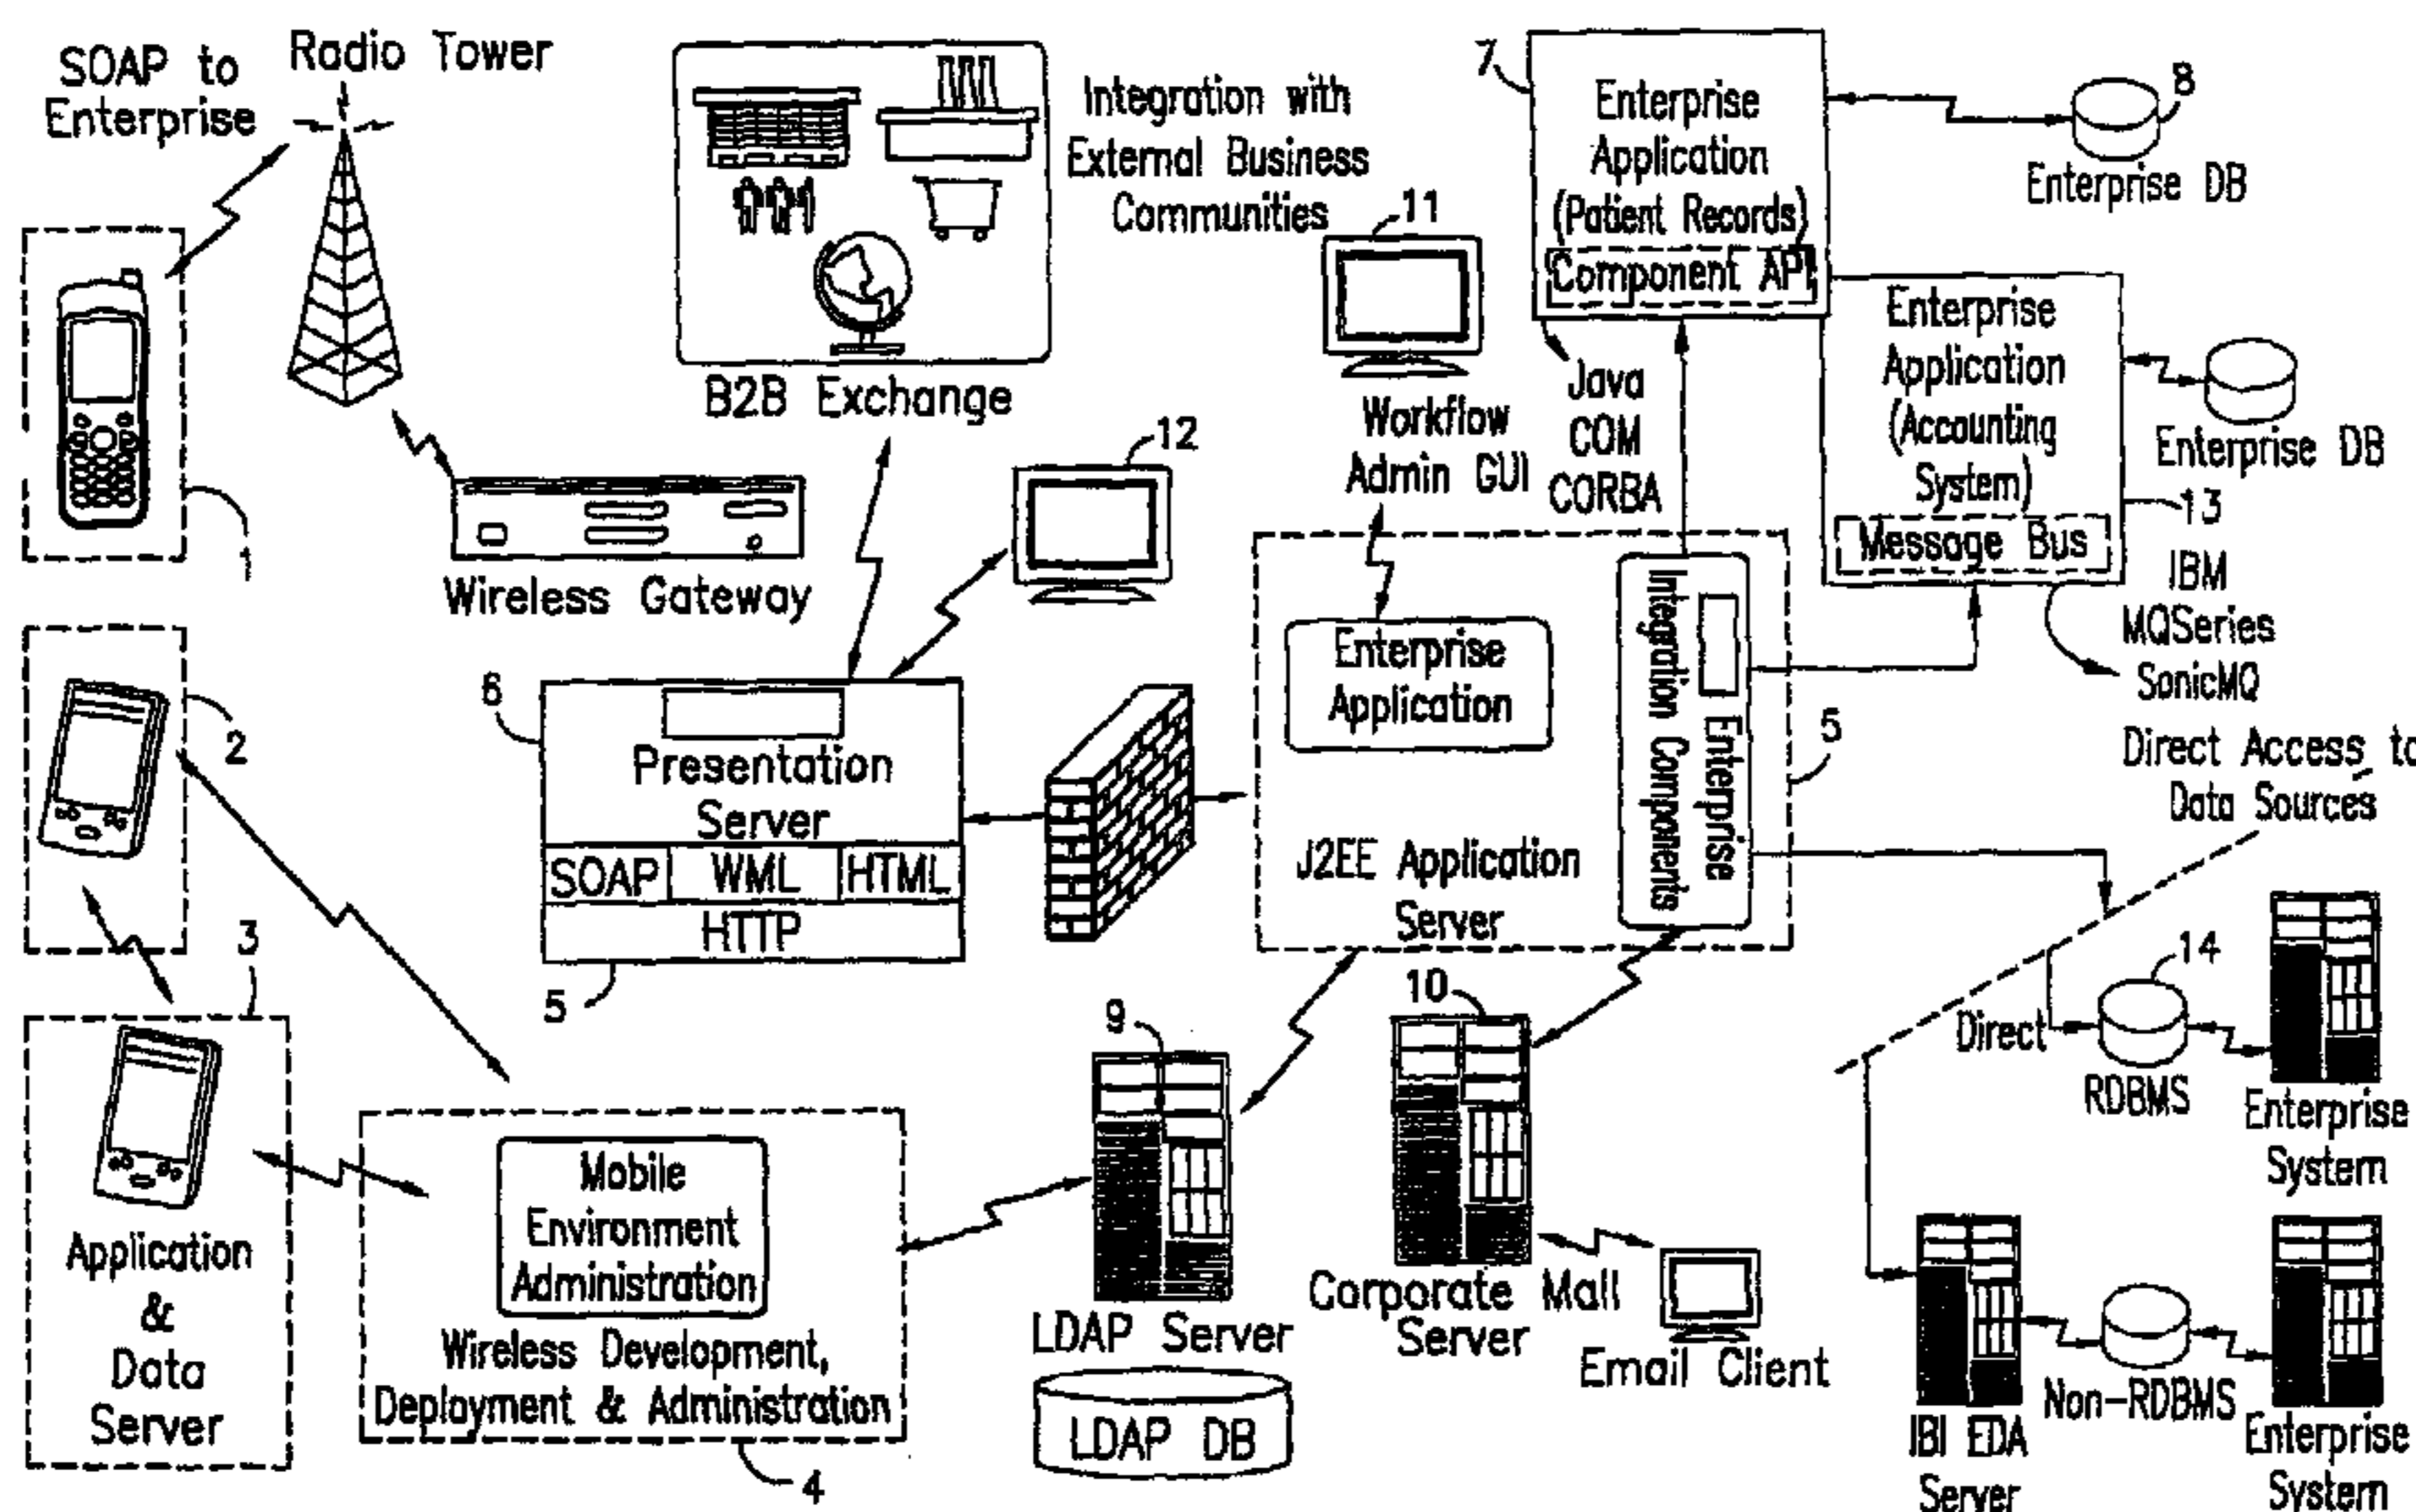 SOAP to
Enterprise
Radio Tower
1
Wireless Gateway
B2B Exchange
Integration with
External Business
Communities
11
Workflow
Admin GUI
12
7
Enterprise
Application
(Patient Records)
Component API
Java
COM
CORBA
8
Enterprise DB
Enterprise
Application
(Accounting
System)
Message Bus
Enterprise DB
13
IBM
MQSeries
SonicMQ
2
6
Presentation
Server
SOAP
WML
HTML
HTTP
5
Enterprise
Application
J2EE Application
Server
Enterprise
Integration Components
5
Direct Access to
Data Sources
3
Application
&
Data
Server
Mobile
Environment
Administration
Wireless Development,
Deployment & Administration
4
9
LDAP Server
LDAP DB
10
Corporate Mall
Server
Email Client
Direct
14
RDBMS
Enterprise
System
IBI EDA
Server
Non-RDBMS
Enterprise
System